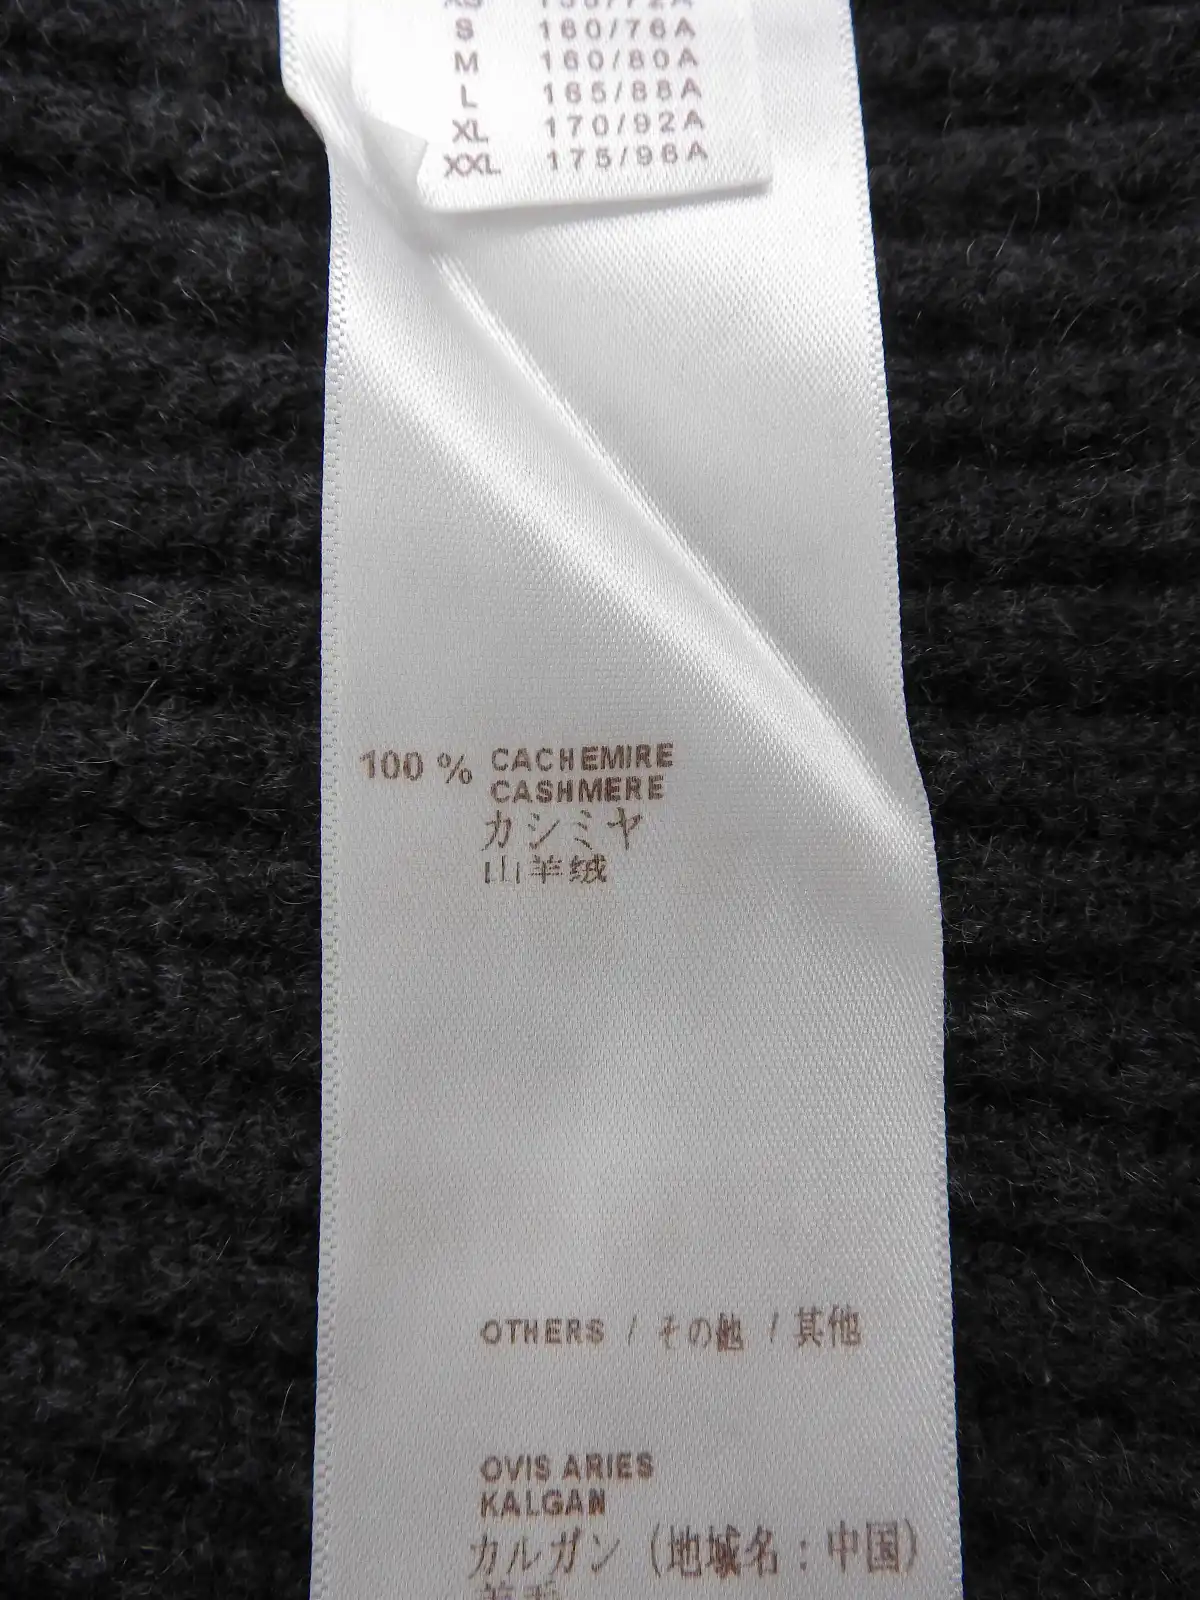 S 160/76A
M 160/80A
L 165/88A
XL 170/92A
XXL 175/96A
100 % CACHEMIRE
CASHMERE
カシミヤ
山羊绒
OTHERS / その他 / 其他
OVIS ARIES
KALGAN
カルガン (地域名 : 中国)